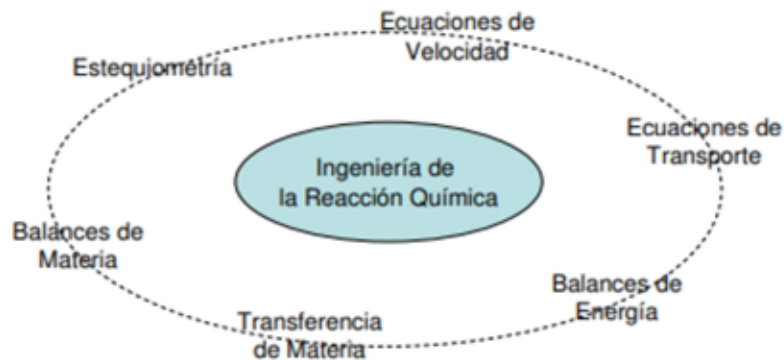 Ecuaciones de
Velocidad
Estequiometría
Ecuaciones de
Transporte
Ingeniería de
la Reacción Química
Balances de
Materia
Balances de
Energía
Transferencia
de Materia